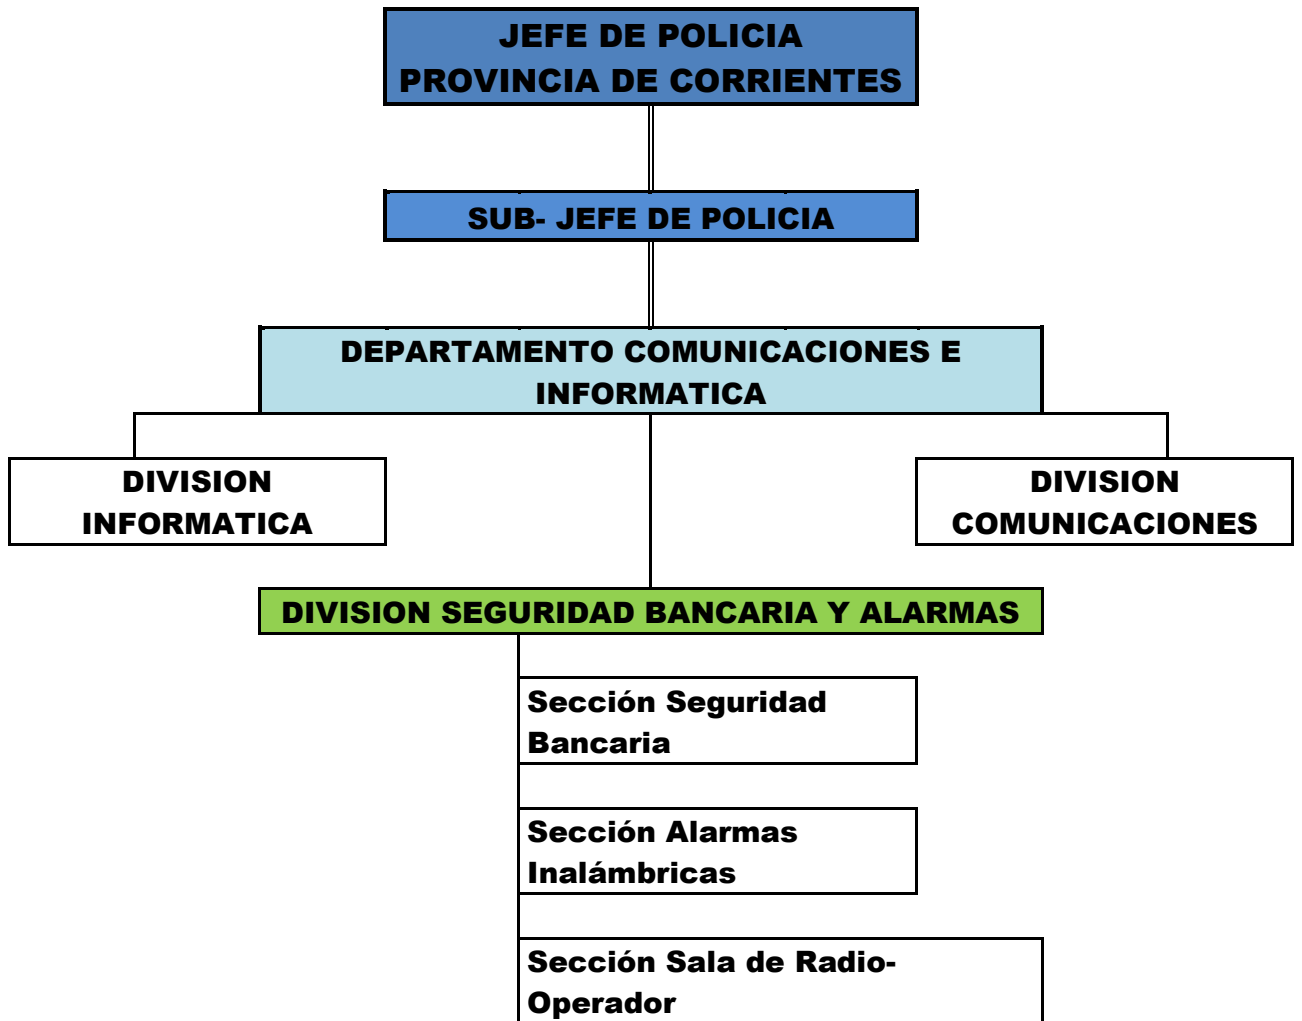 JEFE DE POLICIA
PROVINCIA DE CORRIENTES
SUB- JEFE DE POLICIA
DEPARTAMENTO COMUNICACIONES E
INFORMATICA
DIVISION
INFORMATICA
DIVISION
COMUNICACIONES
DIVISION SEGURIDAD BANCARIA Y ALARMAS
Sección Seguridad
Bancaria
Sección Alarmas
Inalámbricas
Sección Sala de Radio-
Operador